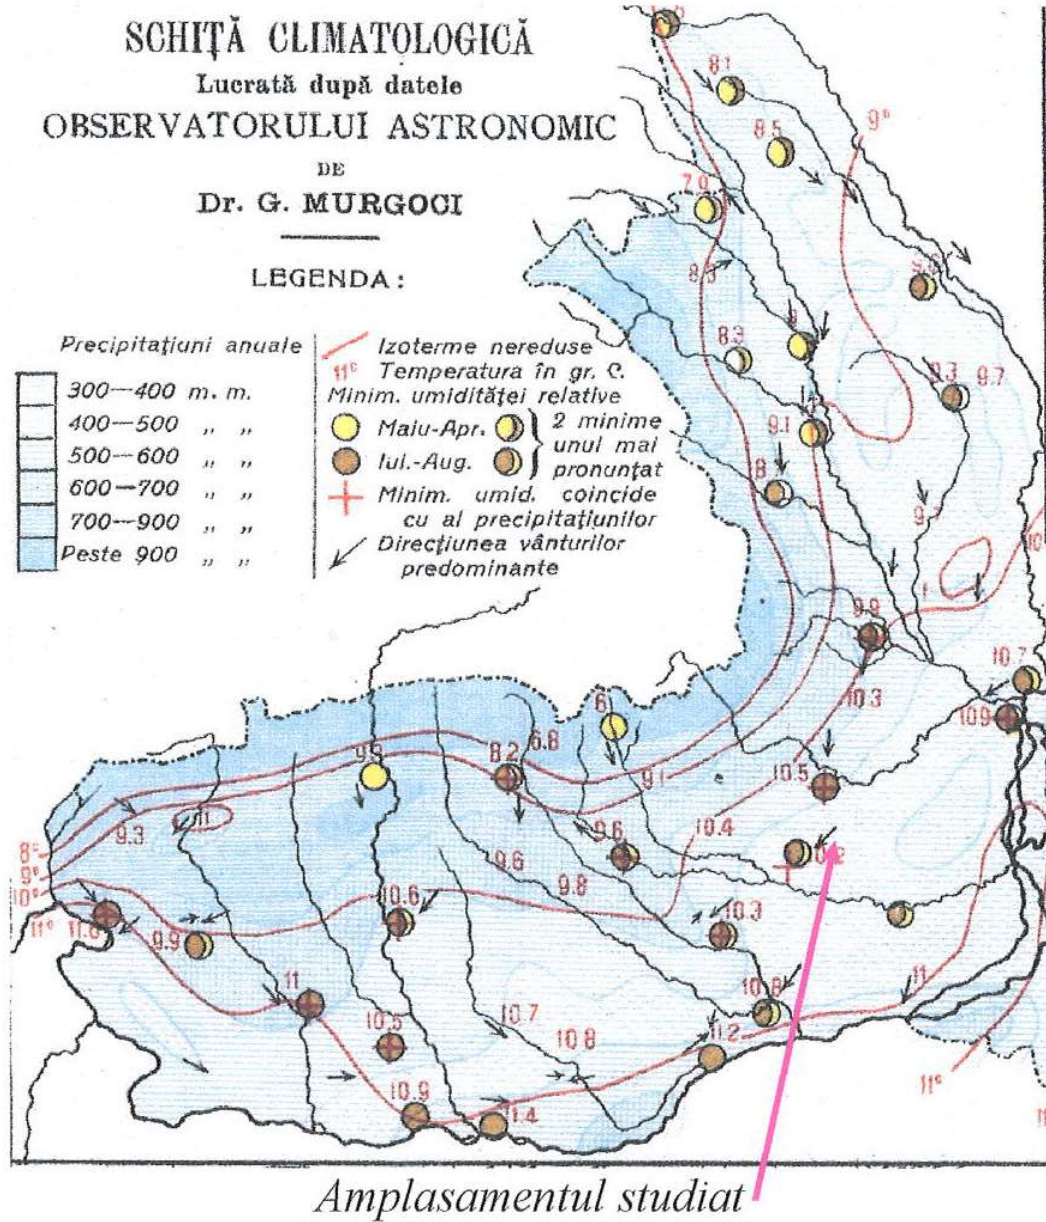 SCHIȚĂ CLIMATOLOGICĂ
Lucrată după datele
OBSERVATORULUI ASTRONOMIC
DE
Dr. G. MURGOCI
LEGENDA :
Precipitațiuni anuale
300—400 m. m.
400—500 „ „
500—600 „ „
600—700 „ „
700—900 „ „
Peste 900 „ „
Izoterme nereduse
11° Temperatura în gr. C.
Minim. umidităței relative
Maiu-Apr.
Iul.-Aug.
2 minime
unul mai
pronunțat
Minim. umid. coincide
cu al precipitațiunilor
Direcțiunea vânturilor
predominante
8.1
8.5
9°
7.9
8.3
9.3
9.7
9.1
9.8
10.7
10.3
10.9
6.8
8.2
9.1
10.5
9.3
11
10.4
9.6
9.6
9.8
8°
9°
10°
11°
11.8
9.9
10.6
10.3
11
10.5
10.7
10.8
10.8
11.2
11
10.9
11.4
11°
Amplasamentul studiat